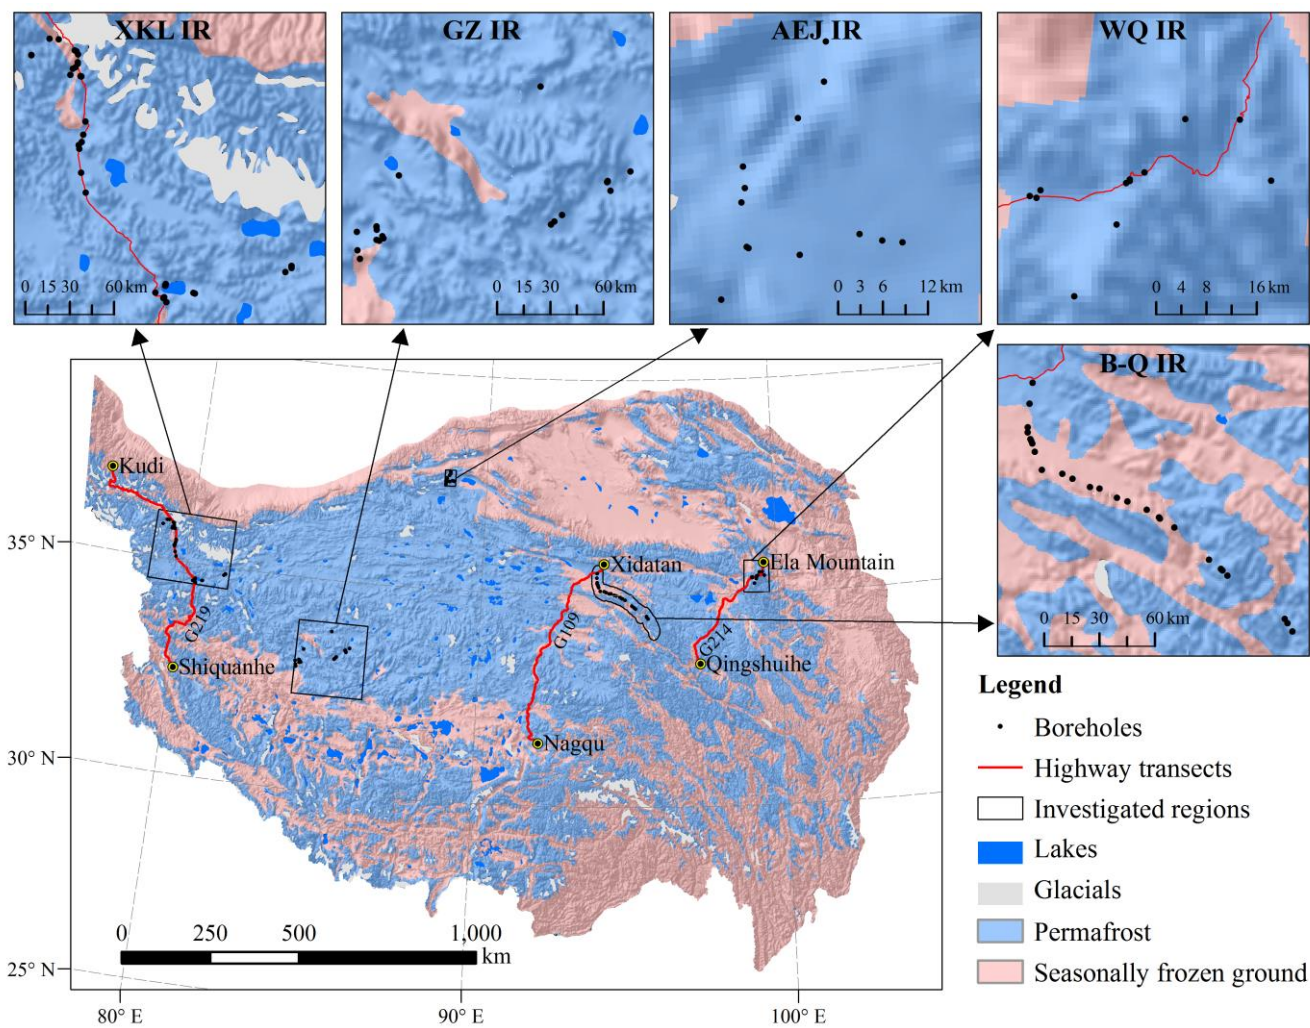 XKL IR
0 15 30 60 km
GZ IR
0 15 30 60 km
AEJ IR
0 3 6 12 km
WQ IR
0 4 8 16 km
B-Q IR
0 15 30 60 km
Kudi
35° N
Xidatan
Ela Mountain
G219
G109
G214
Shiquanhe
Qingshuihe
Nagqu
30° N
0 250 500 1,000
km
25° N
80° E
90° E
100° E
Legend
Boreholes
Highway transects
Investigated regions
Lakes
Glacials
Permafrost
Seasonally frozen ground